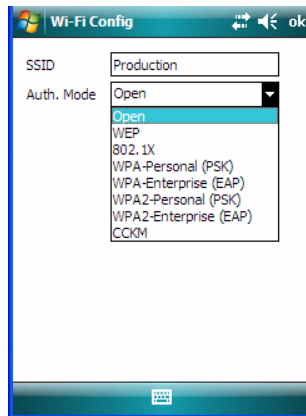 Wi-Fi Config ok
SSID Production
Auth. Mode Open
Open
WEP
802.1X
WPA-Personal (PSK)
WPA-Enterprise (EAP)
WPA2-Personal (PSK)
WPA2-Enterprise (EAP)
CCKM